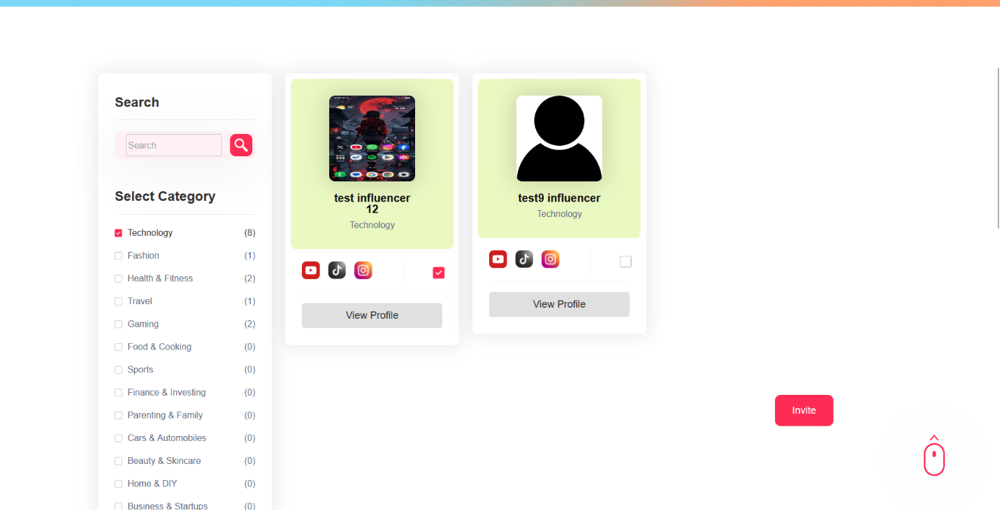 Search
Search
Select Category
Technology (8)
Fashion (1)
Health & Fitness (2)
Travel (1)
Gaming (2)
Food & Cooking (0)
Sports (0)
Finance & Investing (0)
Parenting & Family (0)
Cars & Automobiles (0)
Beauty & Skincare (0)
Home & DIY (0)
Business & Startups (0)
test influencer
12
Technology
View Profile
test9 influencer
Technology
View Profile
Invite